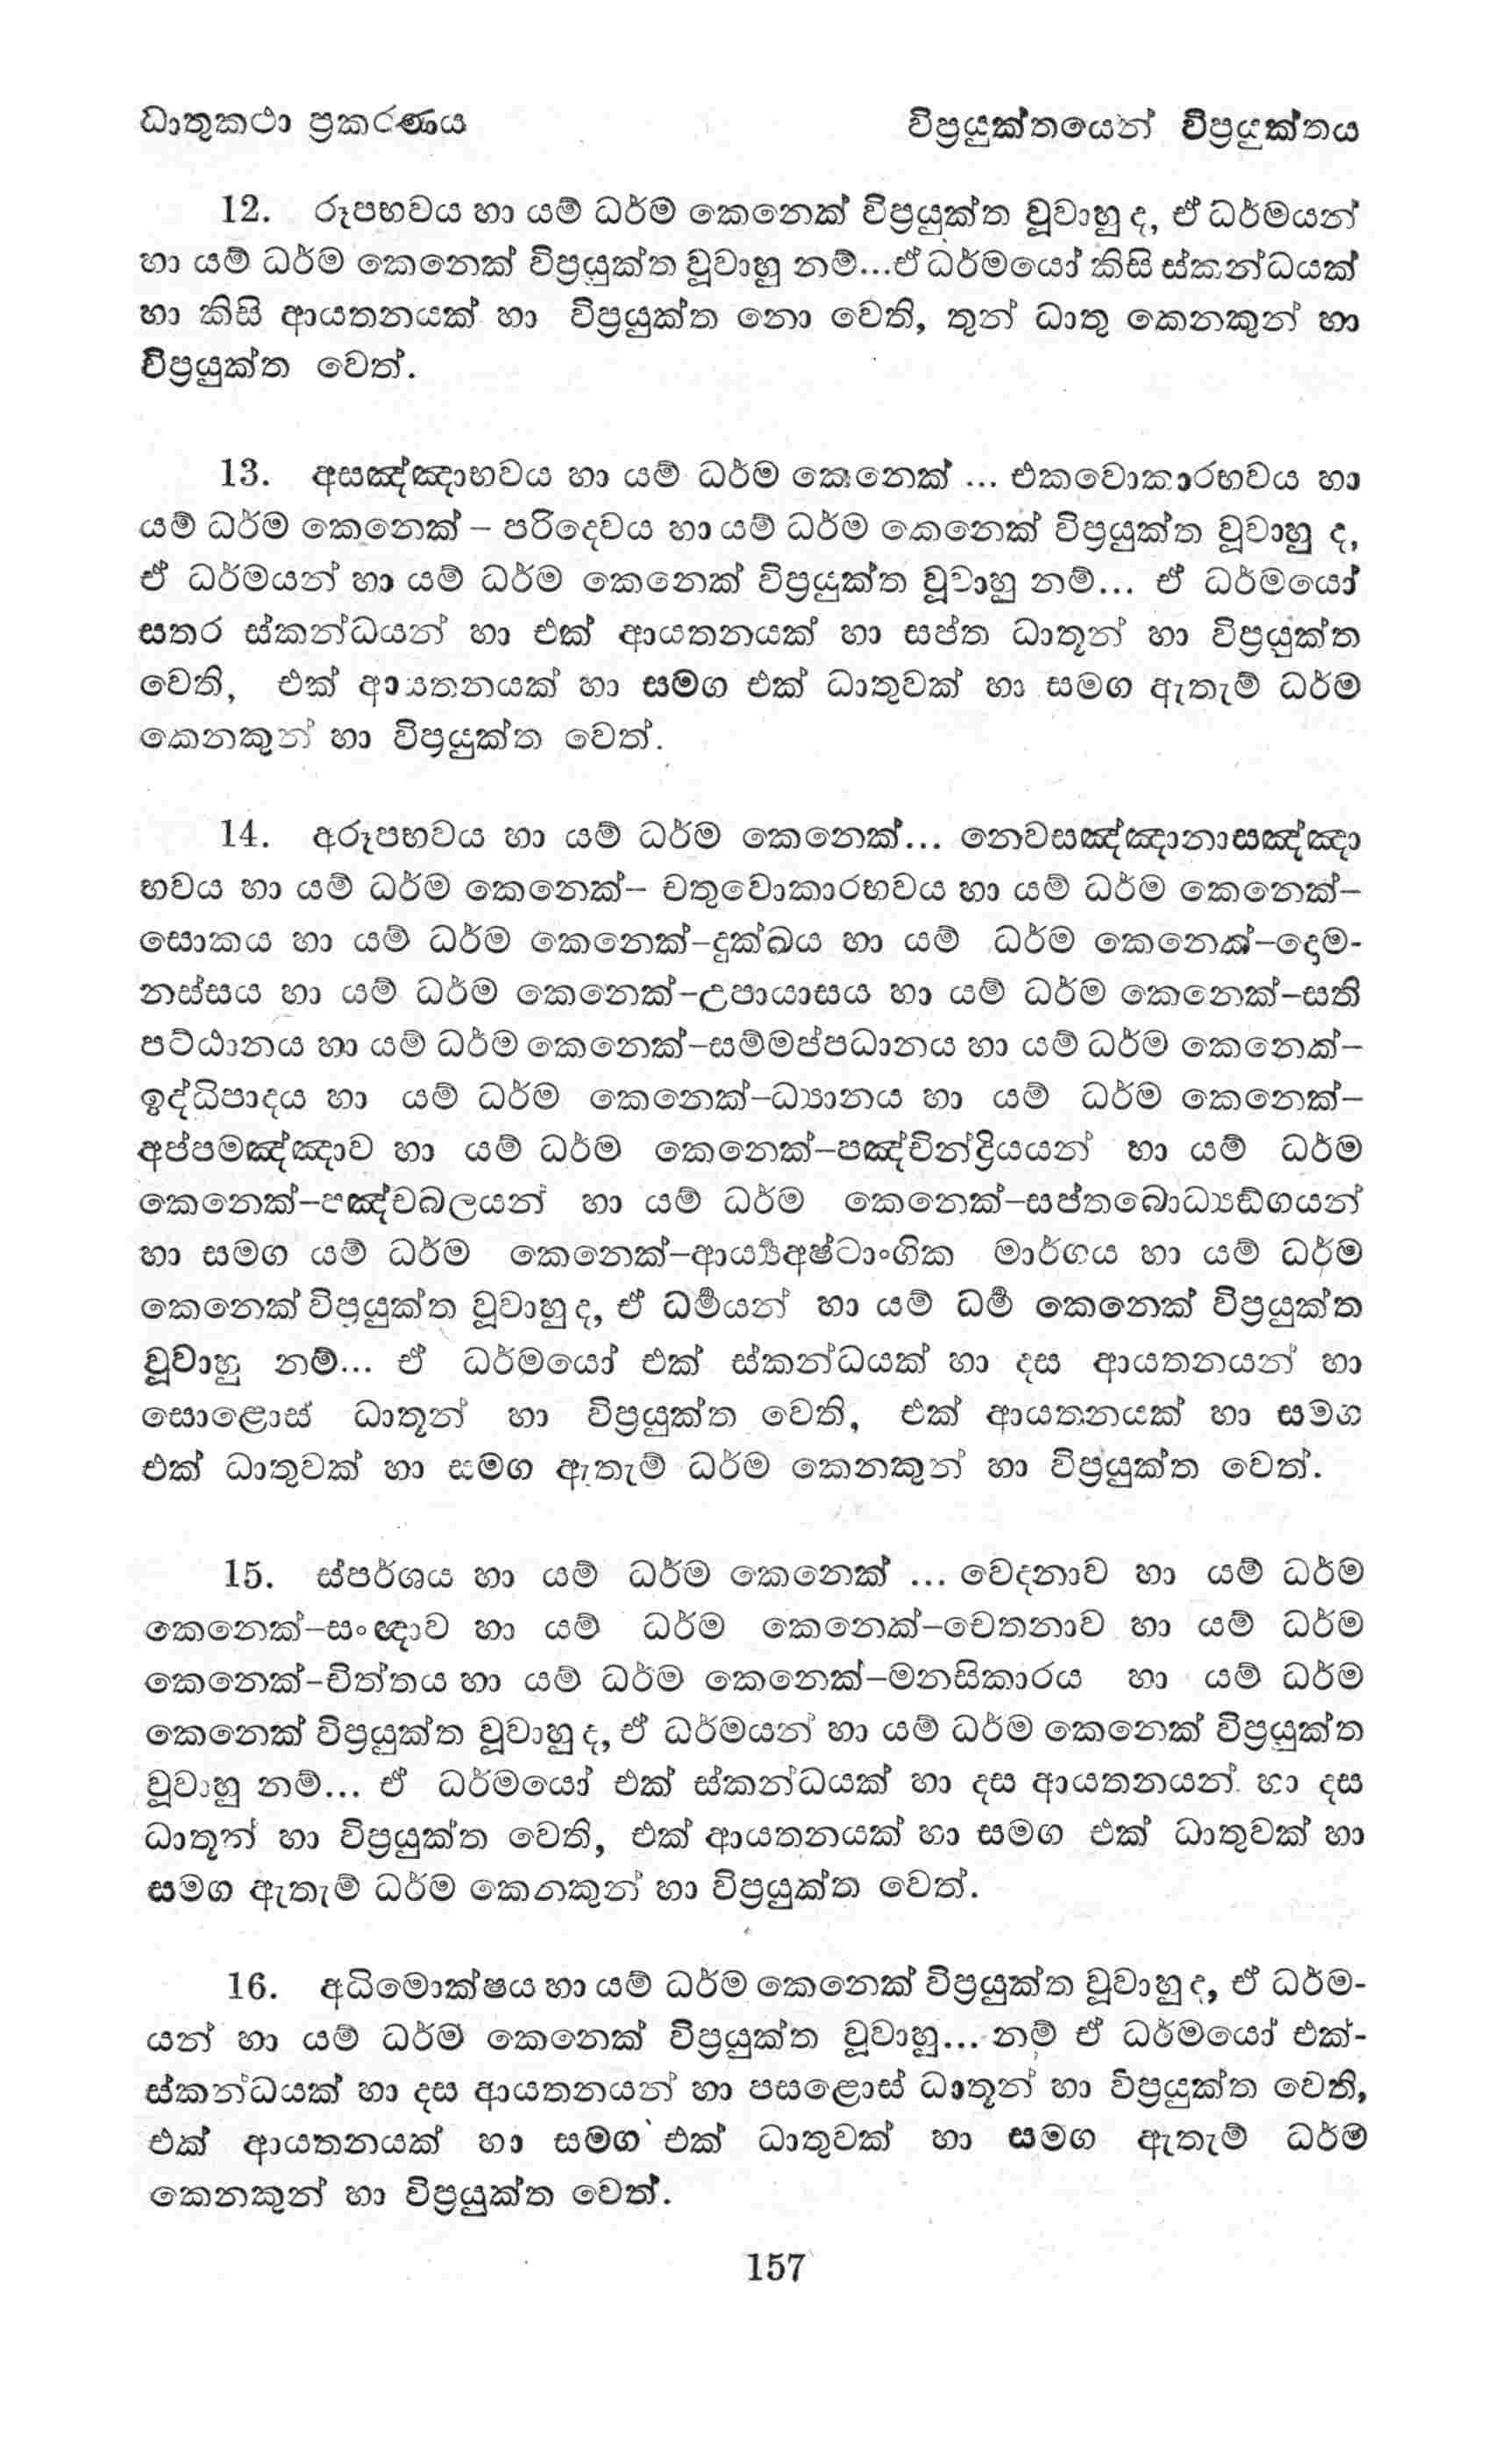 ධාතුකථා ප්‍රකරණය
විප්‍රයුක්තයෙන් විප්‍රයුක්තය
12. රූපභවය හා යම් ධර්ම කෙනෙක් විප්‍රයුක්ත වූවාහු ද, ඒ ධර්මයන්
හා යම් ධර්ම කෙනෙක් විප්‍රයුක්ත වූවාහු නම්...ඒ ධර්මයෝ කිසි ස්කන්ධයක්
හා කිසි ආයතනයක් හා විප්‍රයුක්ත නො වෙති, තුන් ධාතු කෙනකුන් හා
විප්‍රයුක්ත වෙත්.
13. අසඤ්ඤාභවය හා යම් ධර්ම කෙනෙක් ... එකවොකාරභවය හා
යම් ධර්ම කෙනෙක් – පරිදෙවය හා යම් ධර්ම කෙනෙක් විප්‍රයුක්ත වූවාහු ද,
ඒ ධර්මයන් හා යම් ධර්ම කෙනෙක් විප්‍රයුක්ත වූවාහු නම්... ඒ ධර්මයෝ
සතර ස්කන්ධයන් හා එක් ආයතනයක් හා සප්ත ධාතූන් හා විප්‍රයුක්ත
වෙති, එක් ආයතනයක් හා සමග එක් ධාතුවක් හා සමග ඇතැම් ධර්ම
කෙනකුන් හා විප්‍රයුක්ත වෙත්.
14. අරූපභවය හා යම් ධර්ම කෙනෙක්... නෙවසඤ්ඤානාසඤ්ඤා
භවය හා යම් ධර්ම කෙනෙක්– චතුවොකාරභවය හා යම් ධර්ම කෙනෙක්–
සොකය හා යම් ධර්ම කෙනෙක්–දුක්ඛය හා යම් ධර්ම කෙනෙක්–දොම-
නස්සය හා යම් ධර්ම කෙනෙක්–උපායාසය හා යම් ධර්ම කෙනෙක්–සති
පට්ඨානය හා යම් ධර්ම කෙනෙක්–සම්මප්පධානය හා යම් ධර්ම කෙනෙක්–
ඉද්ධිපාදය හා යම් ධර්ම කෙනෙක්–ධ්‍යානය හා යම් ධර්ම කෙනෙක්–
අප්පමඤ්ඤාව හා යම් ධර්ම කෙනෙක්–පඤ්චින්ද්‍රියයන් හා යම් ධර්ම
කෙනෙක්–පඤ්චබලයන් හා යම් ධර්ම කෙනෙක්–සප්තබොධ්‍යඞ්ගයන්
හා සමග යම් ධර්ම කෙනෙක්–ආර්‍ය්‍යඅෂ්ටාංගික මාර්ගය හා යම් ධර්ම
කෙනෙක් විප්‍රයුක්ත වූවාහු ද, ඒ ධර්‍මයන් හා යම් ධර්‍ම කෙනෙක් විප්‍රයුක්ත
වූවාහු නම්... ඒ ධර්මයෝ එක් ස්කන්ධයක් හා දස ආයතනයන් හා
සොළොස් ධාතූන් හා විප්‍රයුක්ත වෙති, එක් ආයතනයක් හා සමග
එක් ධාතුවක් හා සමග ඇතැම් ධර්ම කෙනකුන් හා විප්‍රයුක්ත වෙත්.
15. ස්පර්ශය හා යම් ධර්ම කෙනෙක් ... වෙදනාව හා යම් ධර්ම
කෙනෙක්–සංඥාව හා යම් ධර්ම කෙනෙක්–චෙතනාව හා යම් ධර්ම
කෙනෙක්–චිත්තය හා යම් ධර්ම කෙනෙක්–මනසිකාරය හා යම් ධර්ම
කෙනෙක් විප්‍රයුක්ත වූවාහු ද, ඒ ධර්මයන් හා යම් ධර්ම කෙනෙක් විප්‍රයුක්ත
වූවාහු නම්... ඒ ධර්මයෝ එක් ස්කන්ධයක් හා දස ආයතනයන් හා දස
ධාතූන් හා විප්‍රයුක්ත වෙති, එක් ආයතනයක් හා සමග එක් ධාතුවක් හා
සමග ඇතැම් ධර්ම කෙනකුන් හා විප්‍රයුක්ත වෙත්.
16. අධිමොක්ෂය හා යම් ධර්ම කෙනෙක් විප්‍රයුක්ත වූවාහු ද, ඒ ධර්ම-
යන් හා යම් ධර්ම කෙනෙක් විප්‍රයුක්ත වූවාහූ... නම් ඒ ධර්මයෝ එක්-
ස්කන්ධයක් හා දස ආයතනයන් හා පසළොස් ධාතූන් හා විප්‍රයුක්ත වෙති,
එක් ආයතනයක් හා සමග එක් ධාතුවක් හා සමග ඇතැම් ධර්ම
කෙනකුන් හා විප්‍රයුක්ත වෙත්.
157